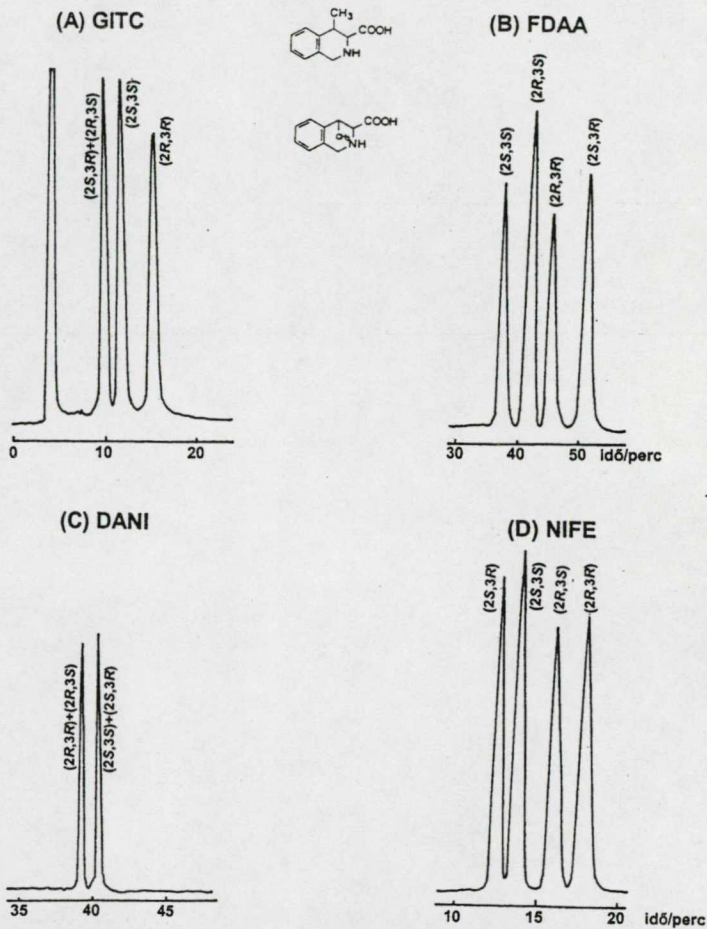 (A) GITC
CH₃
COOH
NH
COOH
CH₃
NH
(B) FDAA
(2S,3R)+(2R,3S)
(2S,3S)
(2R,3R)
0 10 20
(2S,3S)
(2R,3S)
(2R,3R)
(2S,3R)
30 40 50 idő/perc
(C) DANI
(2R,3R)+(2R,3S)
(2S,3S)+(2S,3R)
35 40 45
(D) NIFE
(2S,3R)
(2S,3S)
(2R,3S)
(2R,3R)
10 15 20 idő/perc